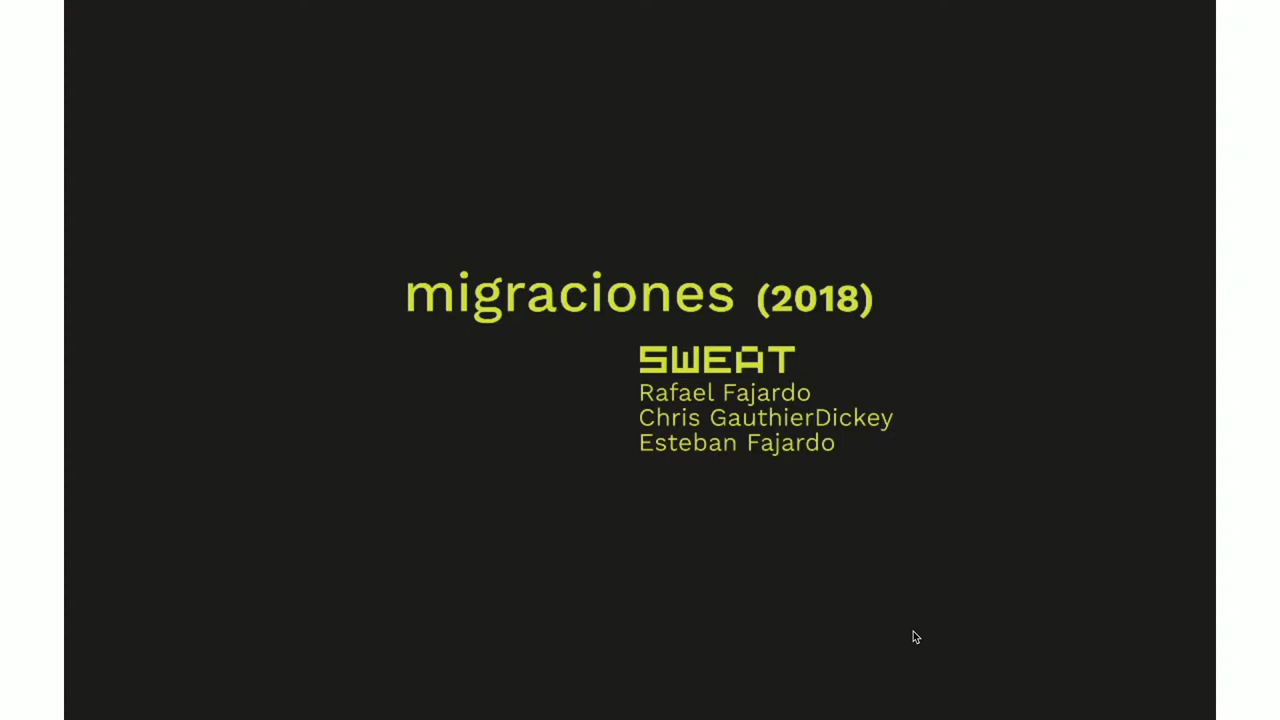 migraciones (2018)
SWEAT
Rafael Fajardo
Chris GauthierDickey
Esteban Fajardo